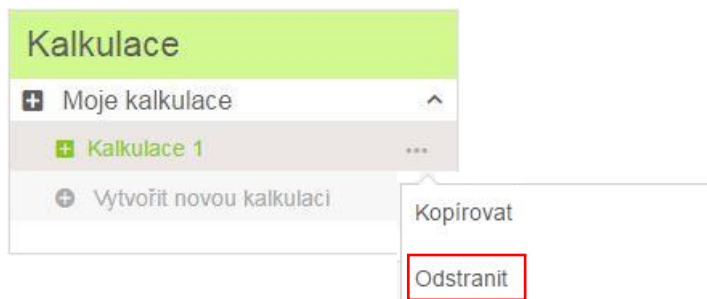 Kalkulace
Moje kalkulace
Kalkulace 1
Vytvořit novou kalkulaci
Kopírovat
Odstranit